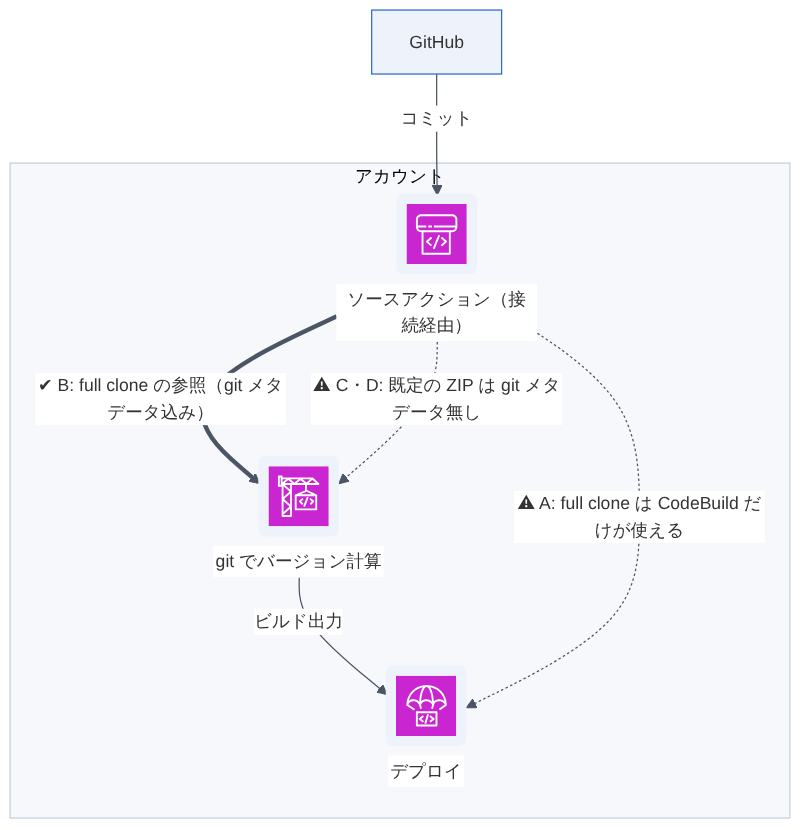 GitHub
コミット
アカウント
ソースアクション（接
続経由）
✔ B: full clone の参照（git メタ
データ込み）
⚠ C・D: 既定の ZIP は git メタ
データ無し
⚠ A: full clone は CodeBuild だ
けが使える
git でバージョン計算
ビルド出力
デプロイ